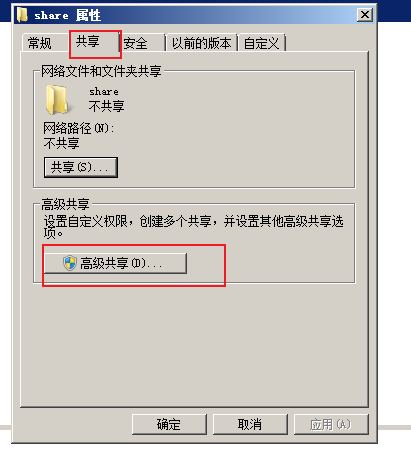 share 属性
常规
共享
安全
以前的版本
自定义
网络文件和文件夹共享
share
不共享
网络路径(N):
不共享
共享(S)...
高级共享
设置自定义权限，创建多个共享，并设置其他高级共享选
项。
高级共享(D)...
确定
取消
应用(A)